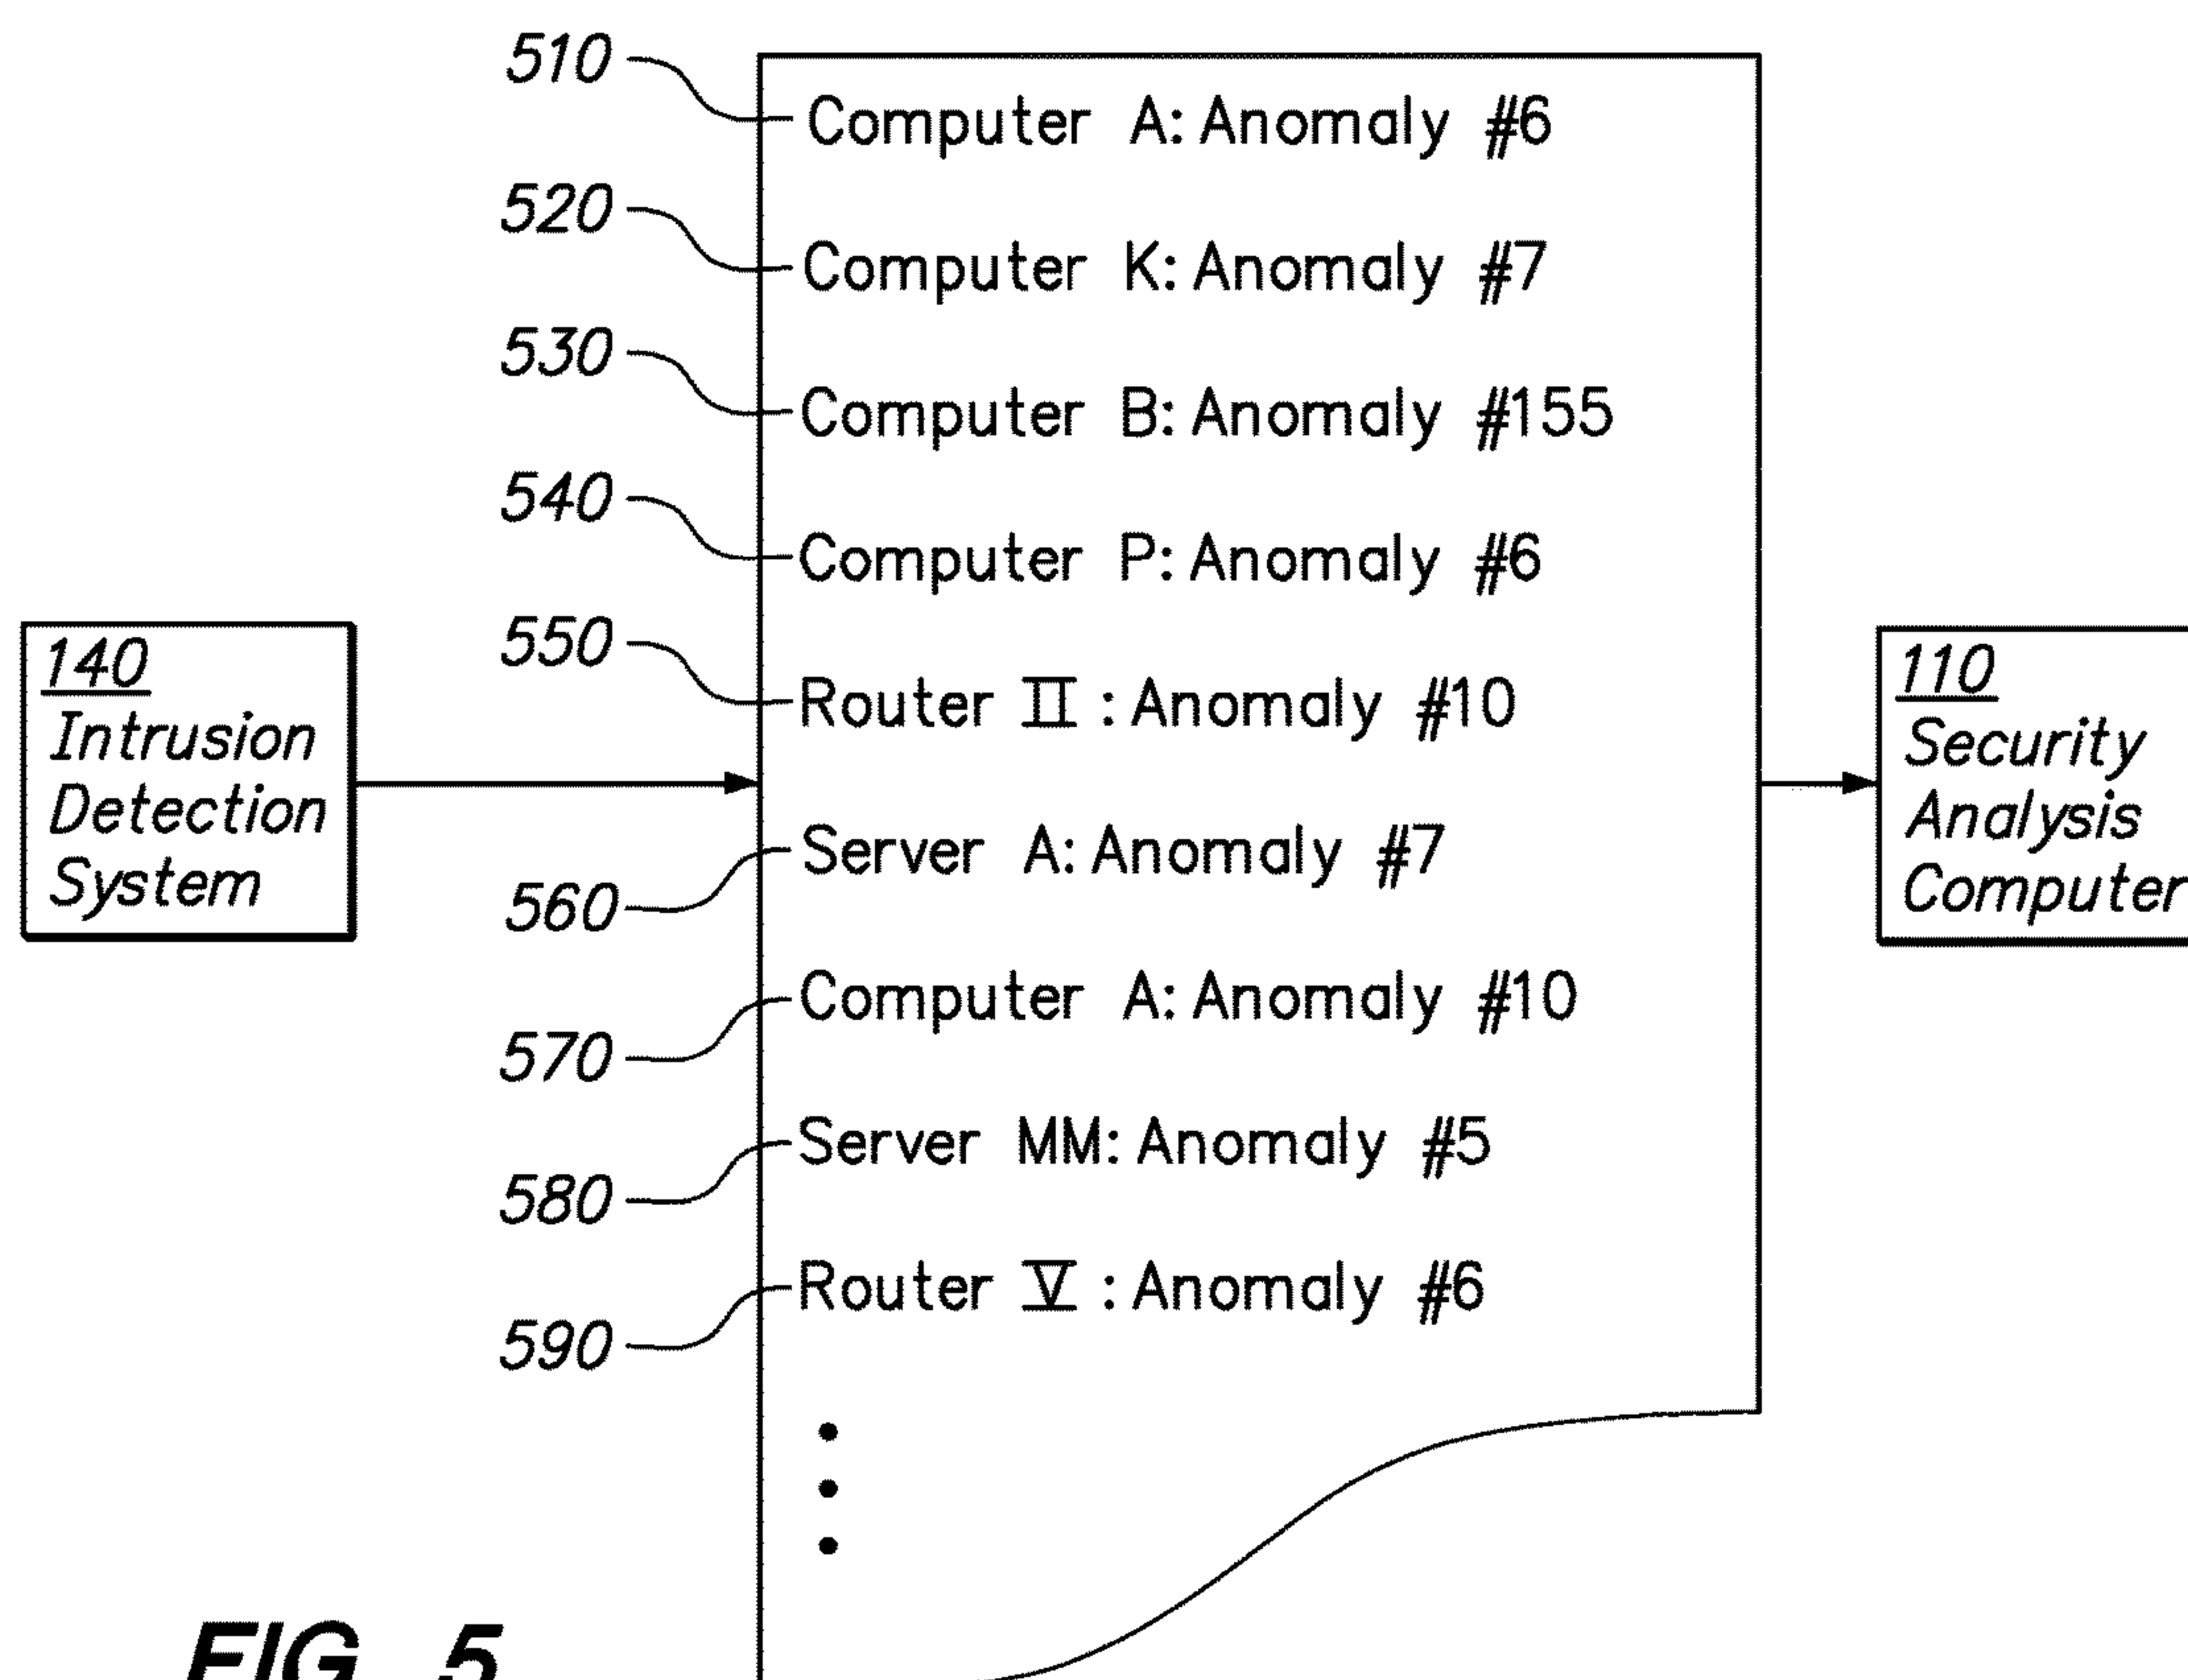 510
Computer A: Anomaly #6
520
Computer K: Anomaly #7
530
Computer B: Anomaly #155
540
Computer P: Anomaly #6
550
Router II : Anomaly #10
140
Intrusion
Detection
System
110
Security
Analysis
Computer
Server A: Anomaly #7
560
Computer A: Anomaly #10
570
Server MM: Anomaly #5
580
Router V : Anomaly #6
590
FIG. 5